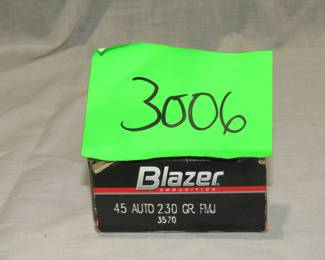 3006
Blazer
AMMUNITION
45 AUTO 230 GR. FMJ
3570